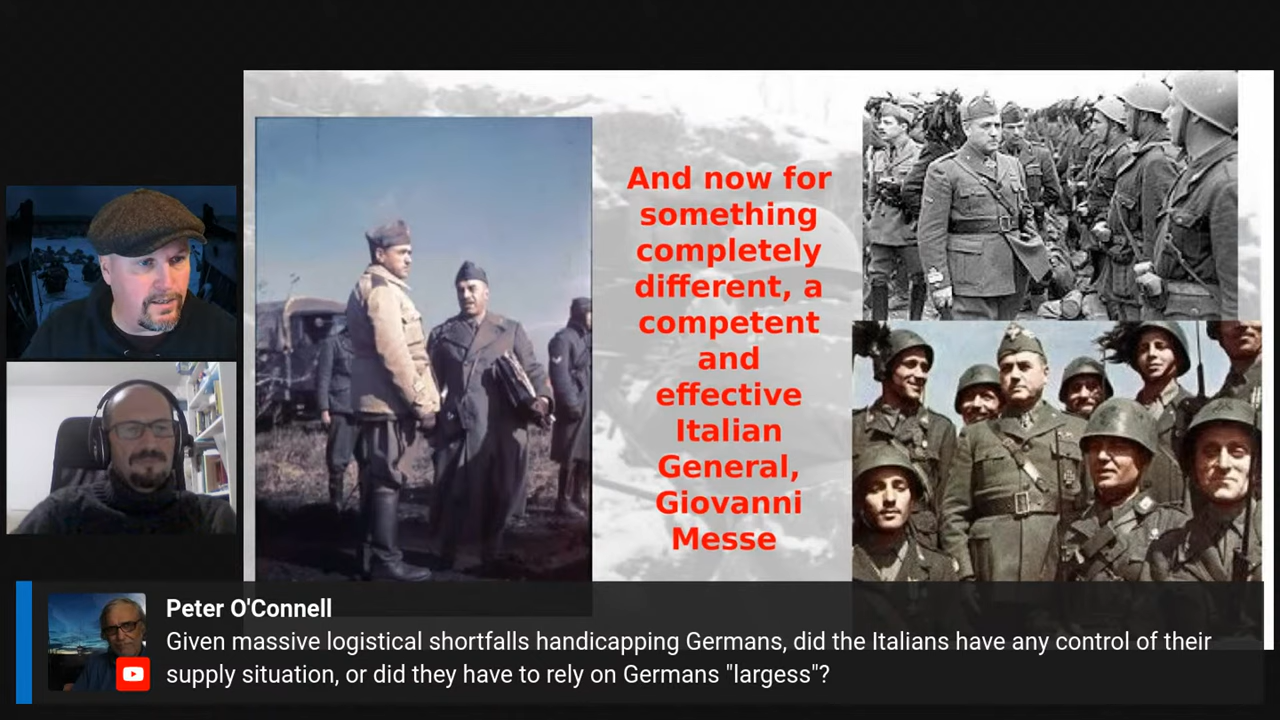 And now for
something
completely
different, a
competent
and
effective
Italian
General,
Giovanni
Messe
Peter O'Connell
Given massive logistical shortfalls handicapping Germans, did the Italians have any control of their
supply situation, or did they have to rely on Germans "largess"?